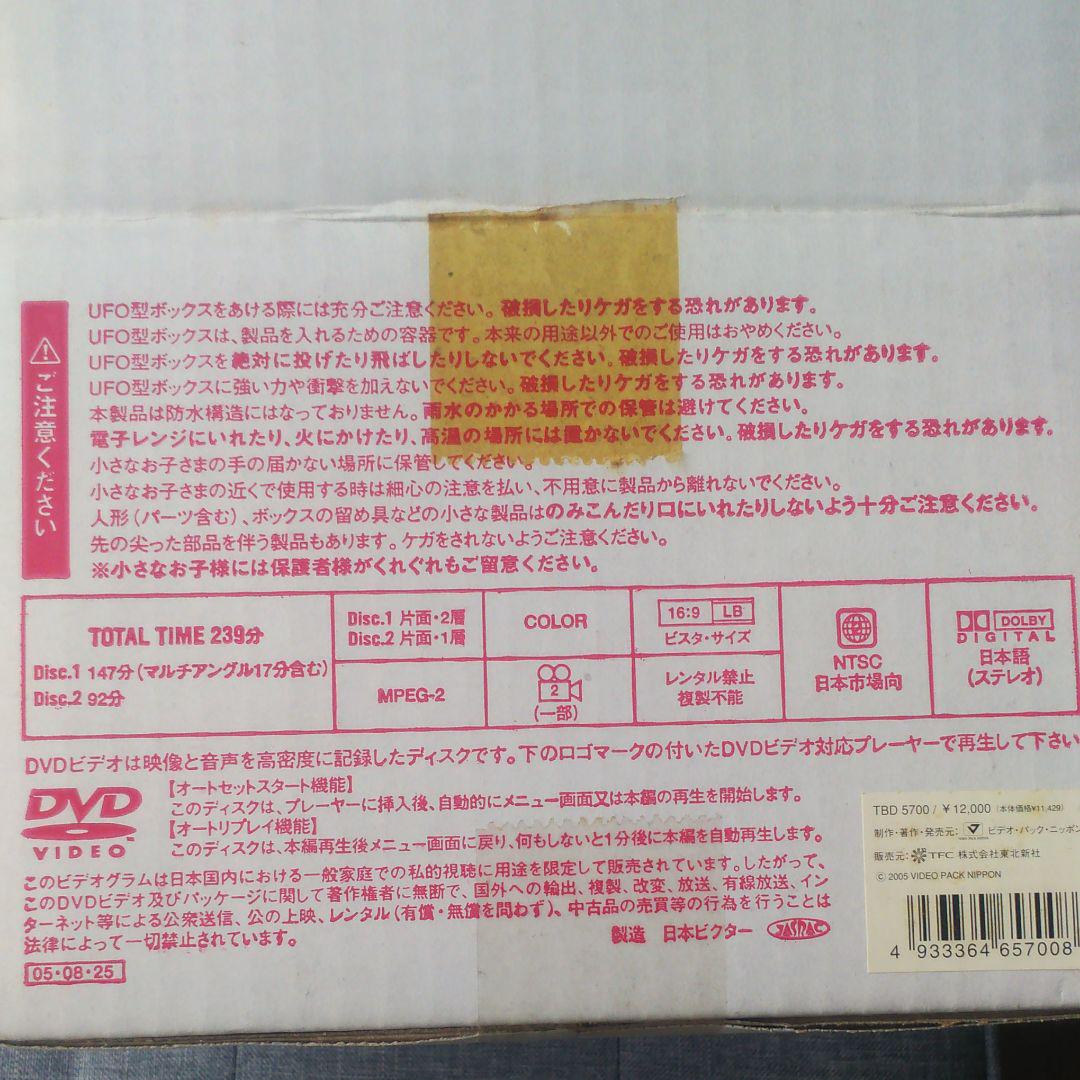 ご注意ください
UFO型ボックスをあける際には充分ご注意ください。破損したりケガをする恐れがあります。
UFO型ボックスは、製品を入れるための容器です。本来の用途以外でのご使用はおやめください。
UFO型ボックスを絶対に投げたり飛ばしたりしないでください。破損したりケガをする恐れがあります。
UFO型ボックスに強い力や衝撃を加えないでください。破損したりケガをする恐れがあります。
本製品は防水構造にはなっておりません。雨水のかかる場所での保管は避けてください。
電子レンジにいれたり、火にかけたり、高温の場所には置かないでください。破損したりケガをする恐れがあります。
小さなお子さまの手の届かない場所に保管してください。
小さなお子さまの近くで使用する時は細心の注意を払い、不用意に製品から離れないでください。
人形(パーツ含む)、ボックスの留め具などの小さな製品はのみこんだり口にいれたりしないよう十分ご注意ください。
先の尖った部品を伴う製品もあります。ケガをされないようご注意ください。
※小さなお子様には保護者様がくれぐれもご留意ください。
TOTAL TIME 239分
Disc.1 147分(マルチアングル17分含む)
Disc.2 92分
Disc.1 片面・2層
Disc.2 片面・1層
MPEG-2
COLOR
2
(一部)
16:9 LB
ビスタ・サイズ
レンタル禁止
複製不能
NTSC
日本市場向
DOLBY
DIGITAL
日本語
(ステレオ)
DVDビデオは映像と音声を高密度に記録したディスクです。下のロゴマークの付いたDVDビデオ対応プレーヤーで再生して下さい
DVD
VIDEO
【オートセットスタート機能】
このディスクは、プレーヤーに挿入後、自動的にメニュー画面又は本編の再生を開始します。
【オートリプレイ機能】
このディスクは、本編再生後メニュー画面に戻り、何もしないと1分後に本編を自動再生します。
このビデオグラムは日本国内における一般家庭での私的視聴に用途を限定して販売されています。したがって、
このDVDビデオ及びパッケージに関して著作権者に無断で、国外への輸出、複製、改変、放送、有線放送、イン
ターネット等による公衆送信、公の上映、レンタル(有償・無償を問わず)、中古品の売買等の行為を行うことは
法律によって一切禁止されています。
製造 日本ビクター JASRAC
05・08・25
TBD 5700 / ¥12,000 (本体価格¥11,429)
制作・著作・発売元: ビデオ・パック・ニッポン
販売元: TFC 株式会社東北新社
© 2005 VIDEO PACK NIPPON
4 933364 657008